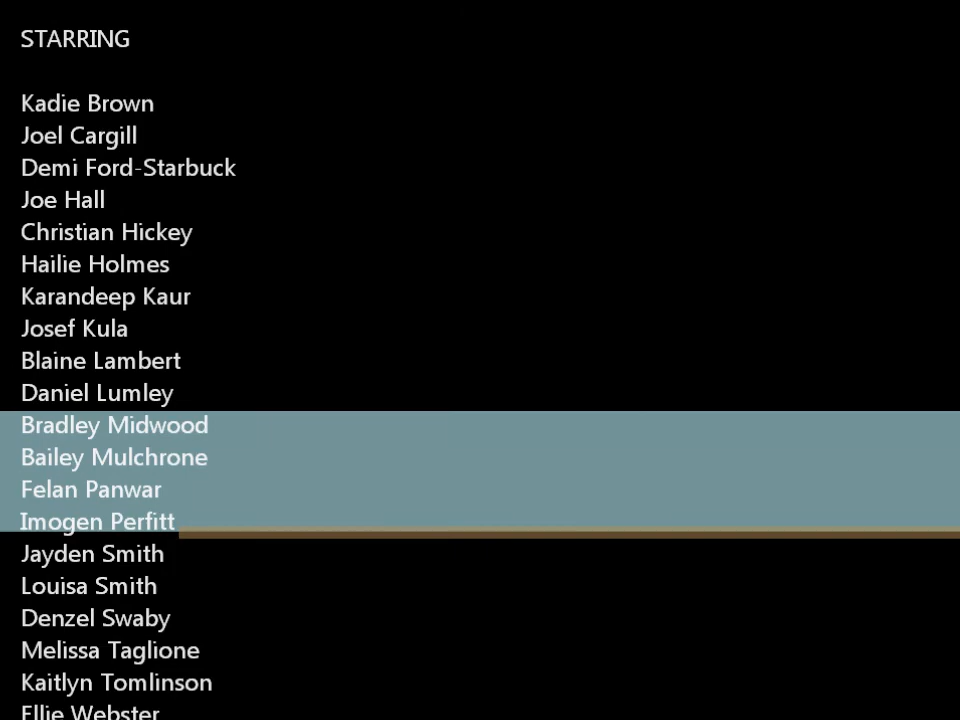 STARRING
Kadie Brown
Joel Cargill
Demi Ford-Starbuck
Joe Hall
Christian Hickey
Hailie Holmes
Karandeep Kaur
Josef Kula
Blaine Lambert
Daniel Lumley
Bradley Midwood
Bailey Mulchrone
Felan Panwar
Imogen Perfitt
Jayden Smith
Louisa Smith
Denzel Swaby
Melissa Taglione
Kaitlyn Tomlinson
Ellie Webster